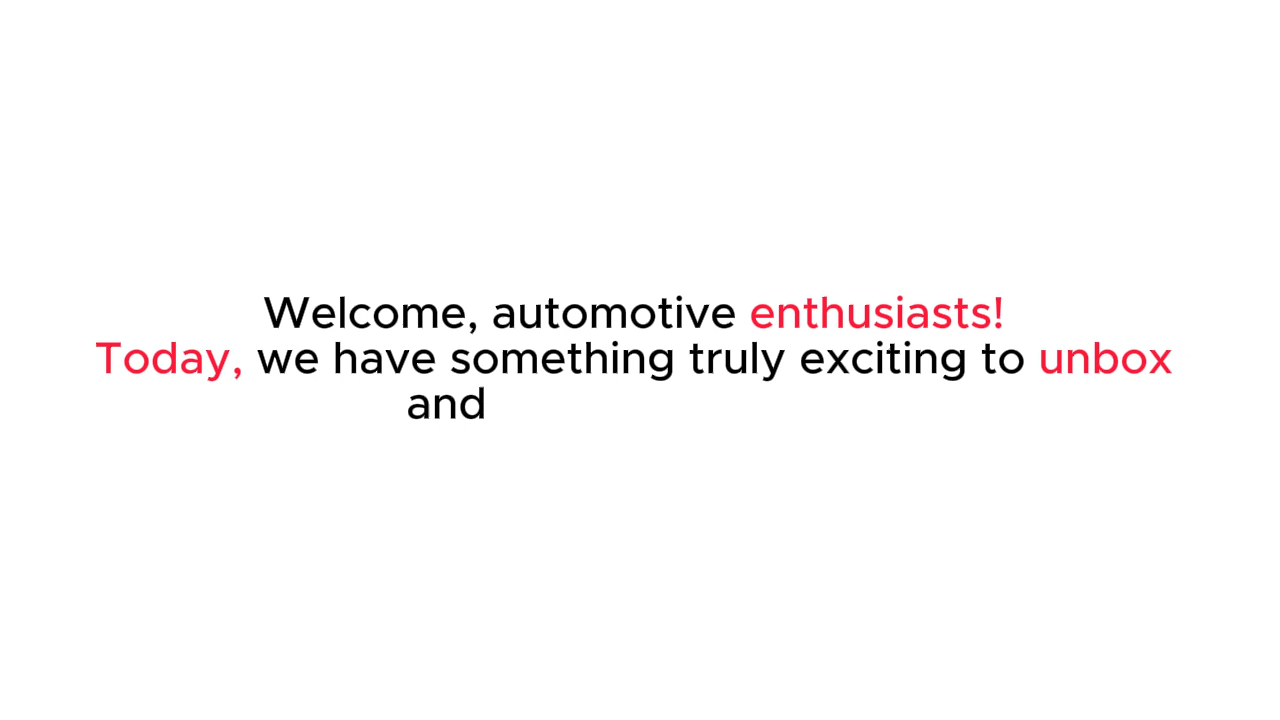 Welcome, automotive enthusiasts!
Today, we have something truly exciting to unbox
and